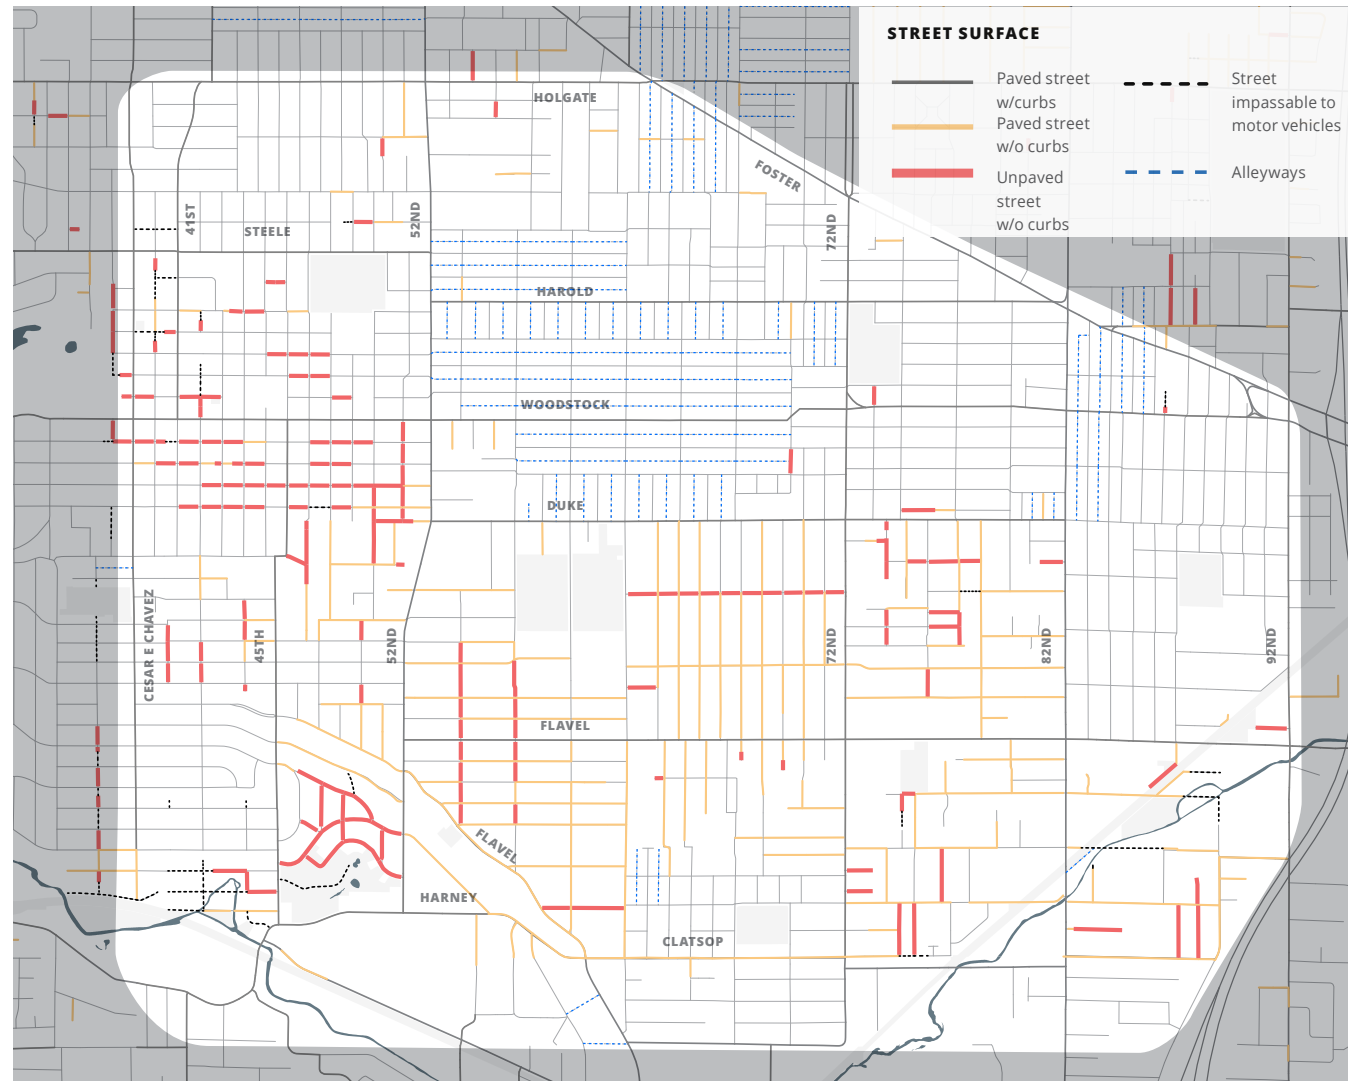 STREET SURFACE
Paved street
w/curbs
Paved street
w/o curbs
Unpaved
street
w/o curbs
Street
impassable to
motor vehicles
Alleyways
HOLGATE
FOSTER
41ST
52ND
72ND
STEELE
HAROLD
WOODSTOCK
DUKE
CESAR E CHAVEZ
45TH
52ND
72ND
82ND
92ND
FLAVEL
FLAVEL
HARNEY
CLATSOP